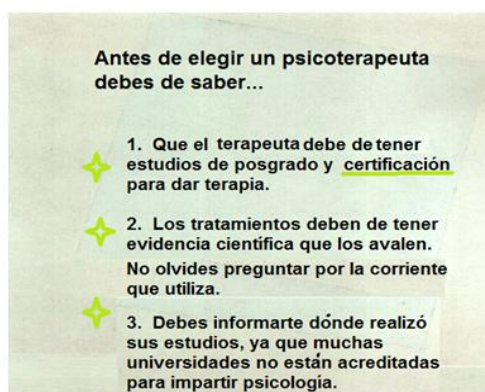 Antes de elegir un psicoterapeuta
debes de saber...
1. Que el terapeuta debe de tener
estudios de posgrado y certificación
para dar terapia.
2. Los tratamientos deben de tener
evidencia científica que los avalen.
No olvides preguntar por la corriente
que utiliza.
3. Debes informarte dónde realizó
sus estudios, ya que muchas
universidades no están acreditadas
para impartir psicología.